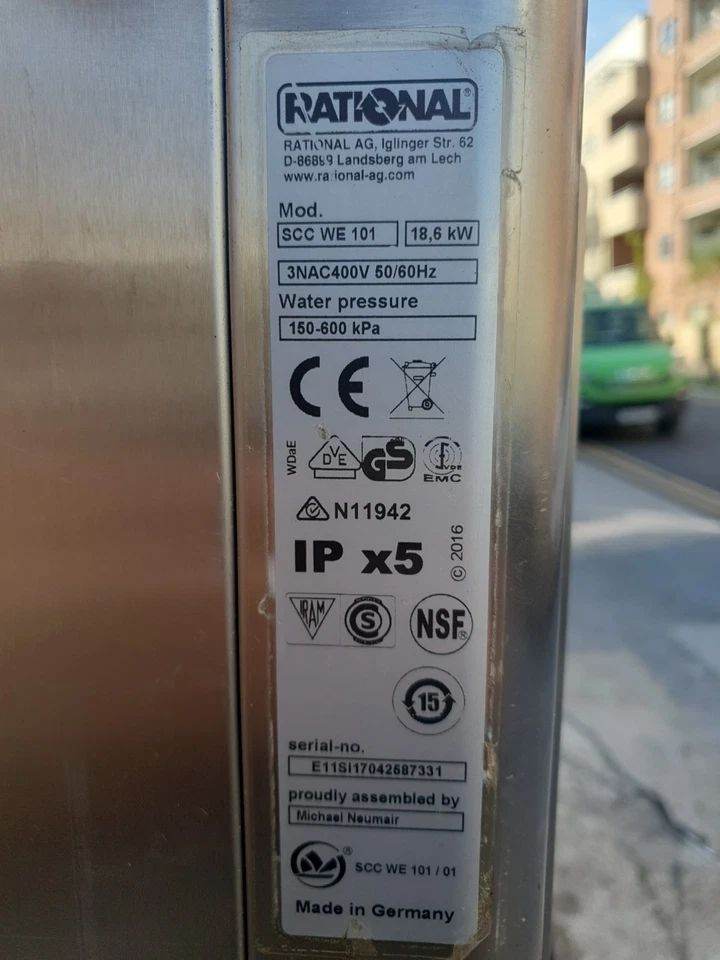 RATIONAL®
RATIONAL AG, Iglinger Str. 62
D-86899 Landsberg am Lech
www.rational-ag.com
Mod.
SCC WE 101 18,6 kW
3NAC400V 50/60Hz
Water pressure
150-600 kPa
CE
WDaE DVE GS VDE
EMC
N11942
IP x5
© 2016
IRAM S NSF®
15
serial-no.
E11SI17042587331
proudly assembled by
Michael Neumair
® SCC WE 101 / 01
Made in Germany